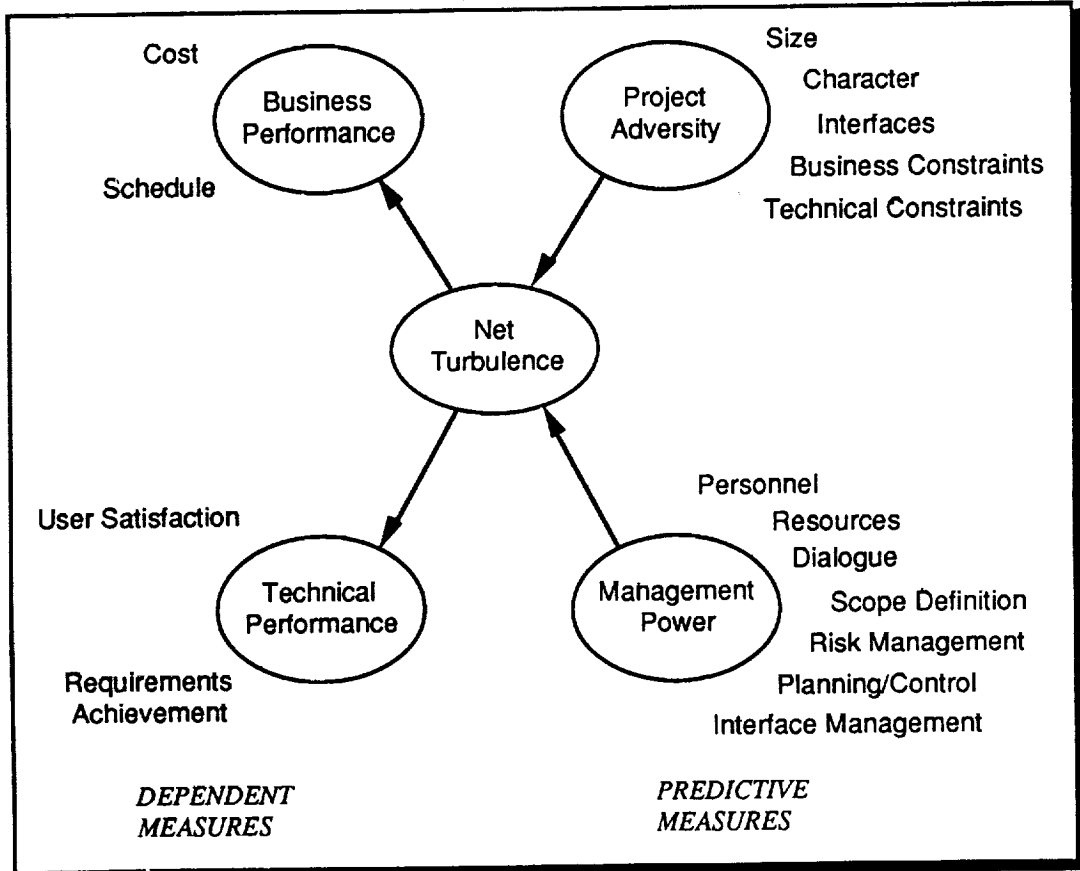 Cost
Business
Performance
Schedule
Project
Adversity
Size
Character
Interfaces
Business Constraints
Technical Constraints
Net
Turbulence
User Satisfaction
Technical
Performance
Requirements
Achievement
Management
Power
Personnel
Resources
Dialogue
Scope Definition
Risk Management
Planning/Control
Interface Management
DEPENDENT
MEASURES
PREDICTIVE
MEASURES